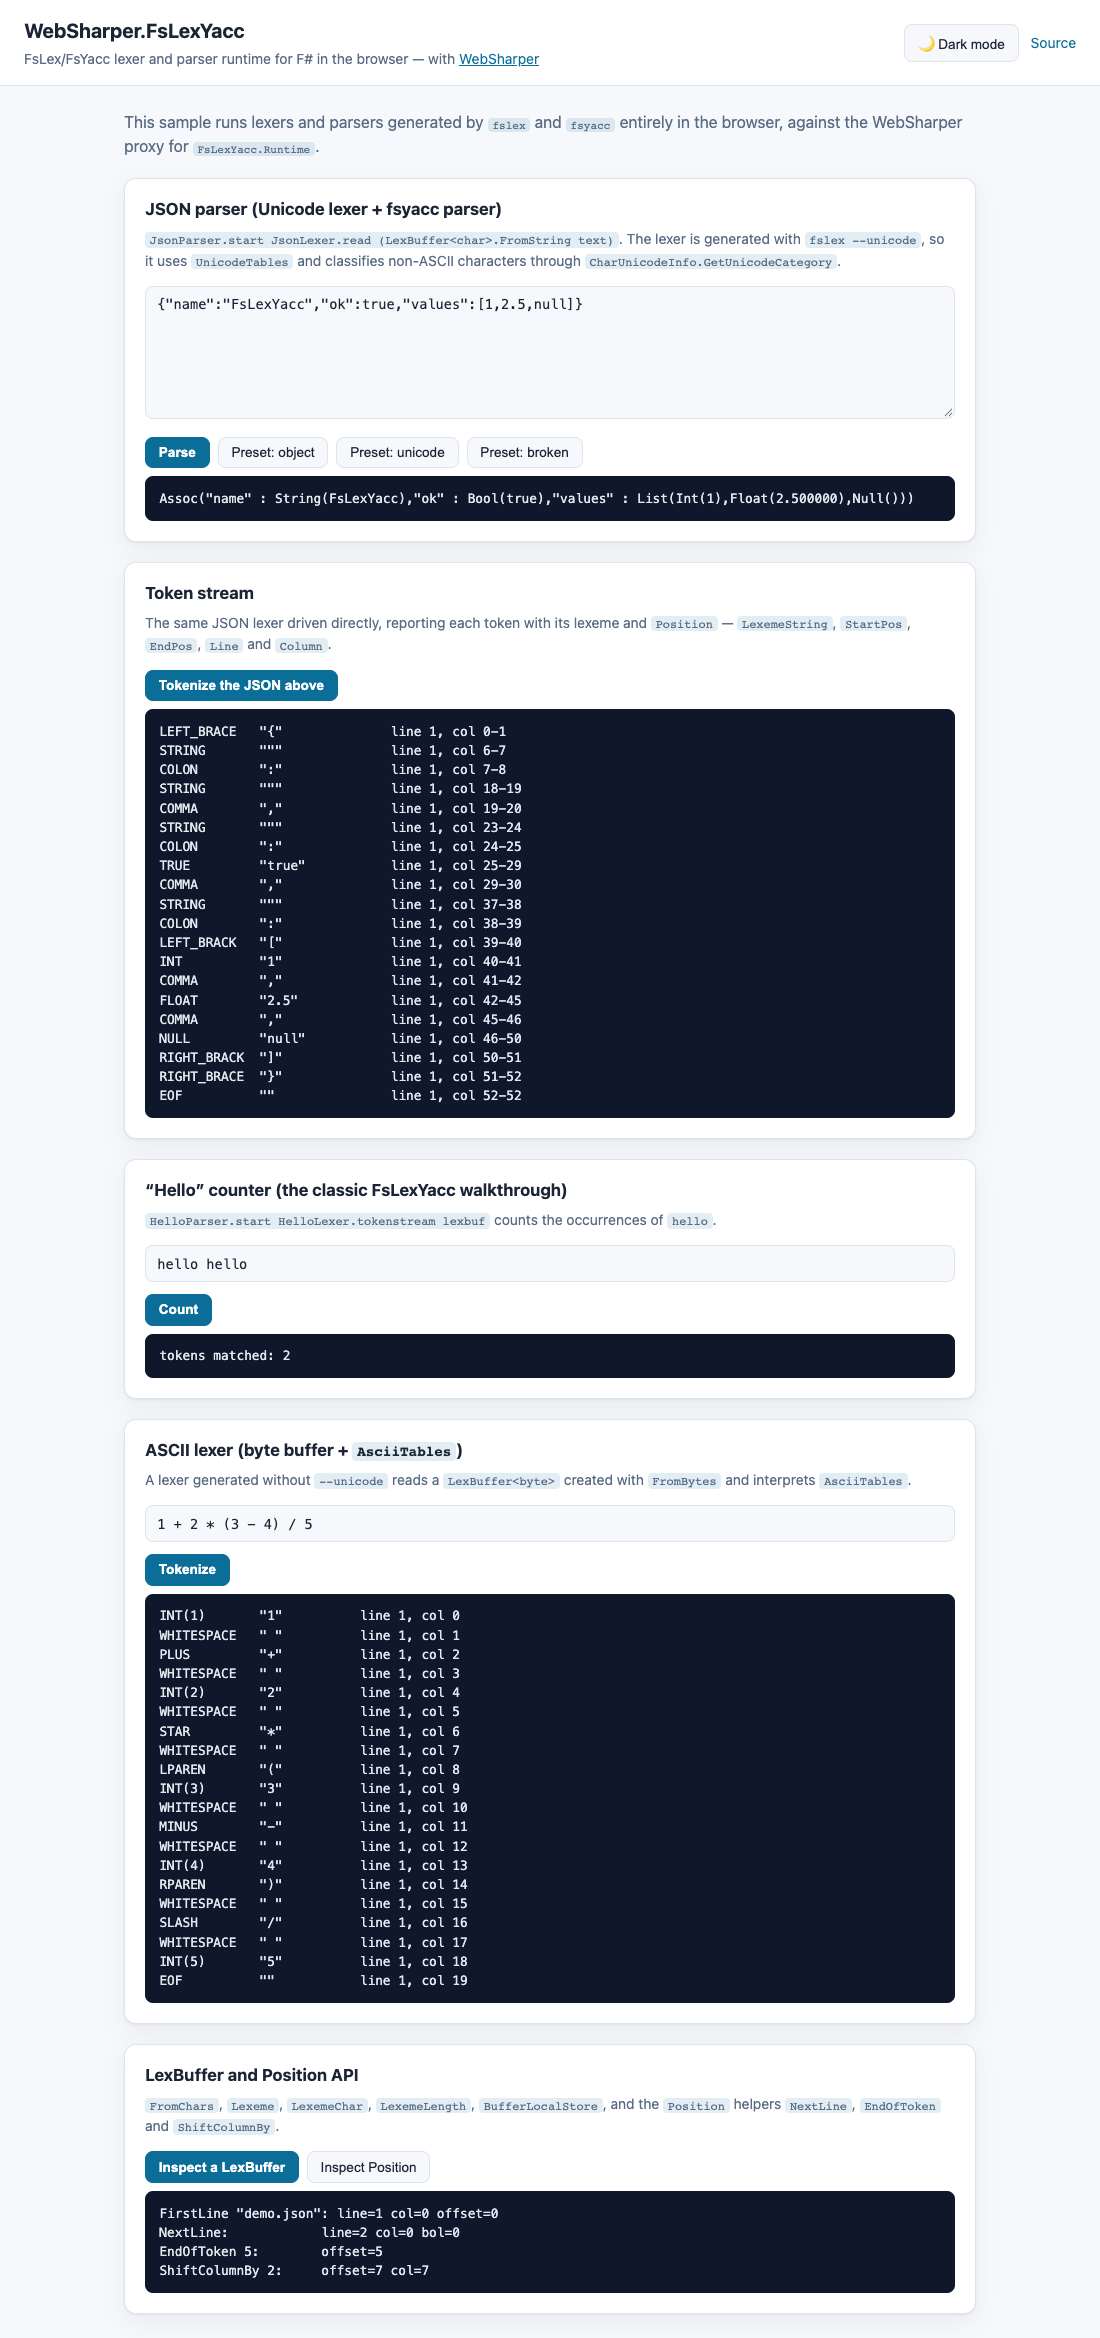 WebSharper.FsLexYacc
FsLex/FsYacc lexer and parser runtime for F# in the browser — with WebSharper
🌙 Dark mode
Source
This sample runs lexers and parsers generated by fslex and fsyacc entirely in the browser, against the WebSharper
proxy for FsLexYacc.Runtime.
JSON parser (Unicode lexer + fsyacc parser)
JsonParser.start JsonLexer.read (LexBuffer<char>.FromString text). The lexer is generated with fslex --unicode, so
it uses UnicodeTables and classifies non-ASCII characters through CharUnicodeInfo.GetUnicodeCategory.
{"name":"FsLexYacc","ok":true,"values":[1,2.5,null]}
Parse
Preset: object
Preset: unicode
Preset: broken
Assoc("name" : String(FsLexYacc),"ok" : Bool(true),"values" : List(Int(1),Float(2.500000),Null()))
Token stream
The same JSON lexer driven directly, reporting each token with its lexeme and Position — LexemeString, StartPos,
EndPos, Line and Column.
Tokenize the JSON above
LEFT_BRACE "{" line 1, col 0-1
STRING """ line 1, col 6-7
COLON ":" line 1, col 7-8
STRING """ line 1, col 18-19
COMMA "," line 1, col 19-20
STRING """ line 1, col 23-24
COLON ":" line 1, col 24-25
TRUE "true" line 1, col 25-29
COMMA "," line 1, col 29-30
STRING """ line 1, col 37-38
COLON ":" line 1, col 38-39
LEFT_BRACK "[" line 1, col 39-40
INT "1" line 1, col 40-41
COMMA "," line 1, col 41-42
FLOAT "2.5" line 1, col 42-45
COMMA "," line 1, col 45-46
NULL "null" line 1, col 46-50
RIGHT_BRACK "]" line 1, col 50-51
RIGHT_BRACE "}" line 1, col 51-52
EOF "" line 1, col 52-52
“Hello” counter (the classic FsLexYacc walkthrough)
HelloParser.start HelloLexer.tokenstream lexbuf counts the occurrences of hello.
hello hello
Count
tokens matched: 2
ASCII lexer (byte buffer + AsciiTables)
A lexer generated without --unicode reads a LexBuffer<byte> created with FromBytes and interprets AsciiTables.
1 + 2 * (3 - 4) / 5
Tokenize
INT(1) "1" line 1, col 0
WHITESPACE " " line 1, col 1
PLUS "+" line 1, col 2
WHITESPACE " " line 1, col 3
INT(2) "2" line 1, col 4
WHITESPACE " " line 1, col 5
STAR "*" line 1, col 6
WHITESPACE " " line 1, col 7
LPAREN "(" line 1, col 8
INT(3) "3" line 1, col 9
WHITESPACE " " line 1, col 10
MINUS "-" line 1, col 11
WHITESPACE " " line 1, col 12
INT(4) "4" line 1, col 13
RPAREN ")" line 1, col 14
WHITESPACE " " line 1, col 15
SLASH "/" line 1, col 16
WHITESPACE " " line 1, col 17
INT(5) "5" line 1, col 18
EOF "" line 1, col 19
LexBuffer and Position API
FromChars, Lexeme, LexemeChar, LexemeLength, BufferLocalStore, and the Position helpers NextLine, EndOfToken
and ShiftColumnBy.
Inspect a LexBuffer
Inspect Position
FirstLine "demo.json": line=1 col=0 offset=0
NextLine: line=2 col=0 bol=0
EndOfToken 5: offset=5
ShiftColumnBy 2: offset=7 col=7